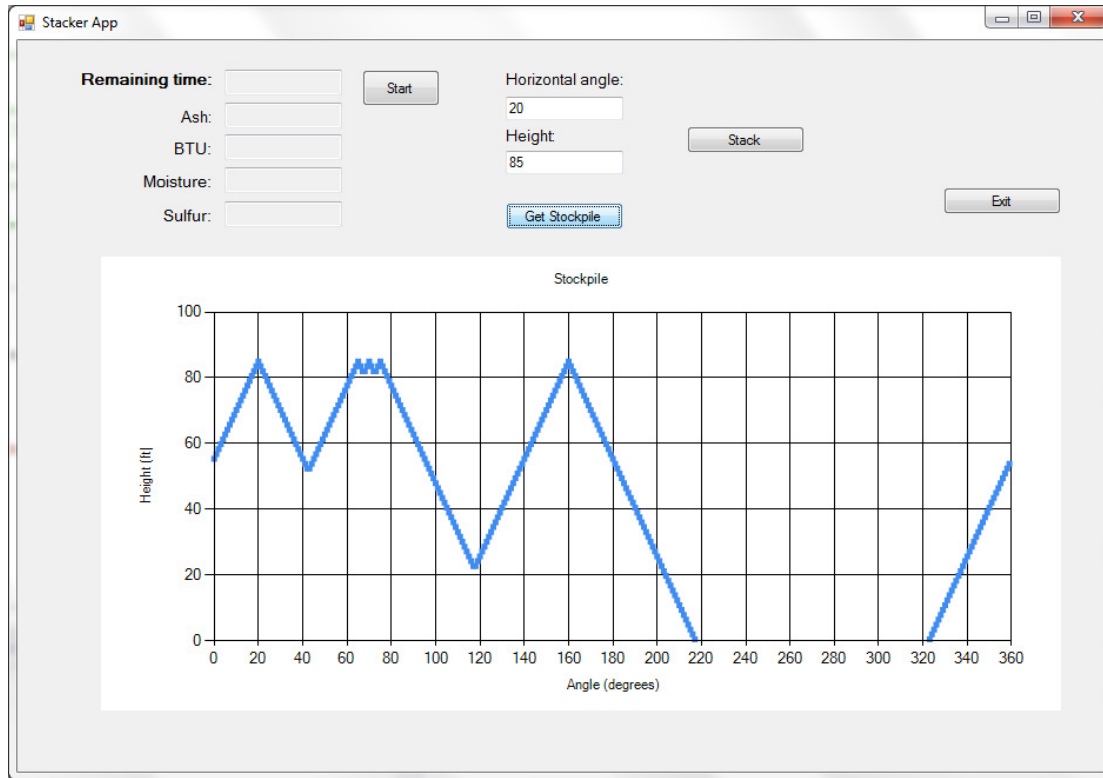 Stacker App
Remaining time:
Start
Horizontal angle:
20
Ash:
Height:
Stack
BTU:
85
Moisture:
Exit
Sulfur:
Get Stockpile
Stockpile
100
80
60
40
20
0
Height (ft)
0 20 40 60 80 100 120 140 160 180 200 220 240 260 280 300 320 340 360
Angle (degrees)